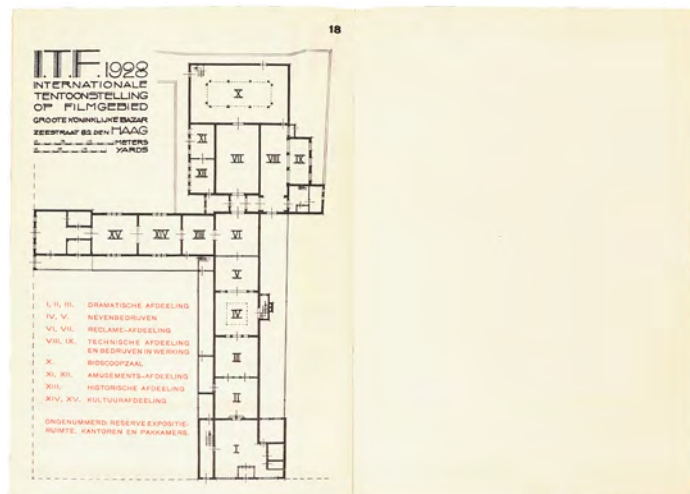 18
I.T.F. 1928
INTERNATIONALE
TENTOONSTELLING
OP FILMGEBIED
GROOTE KONINKLIJKE BAZAR
ZEESTRAAT 82 DEN HAAG
METERS
YARDS
X
XI
XII
VII
VIII
IX
XV
XIV
XIII
VI
V
IV
III
II
I
I, II, III. DRAMATISCHE AFDEELING
IV, V. NEVENBEDRIJVEN
VI, VII. RECLAME-AFDEELING
VIII, IX. TECHNISCHE AFDEELING
EN BEDRIJVEN IN WERKING
X. BIOSCOOPZAAL
XI, XII. AMUSEMENTS-AFDEELING
XIII. HISTORISCHE AFDEELING
XIV, XV. KULTUURAFDEELING
ONGENUMMERD: RESERVE EXPOSITIE-
RUIMTE, KANTOREN EN PAKKAMERS.